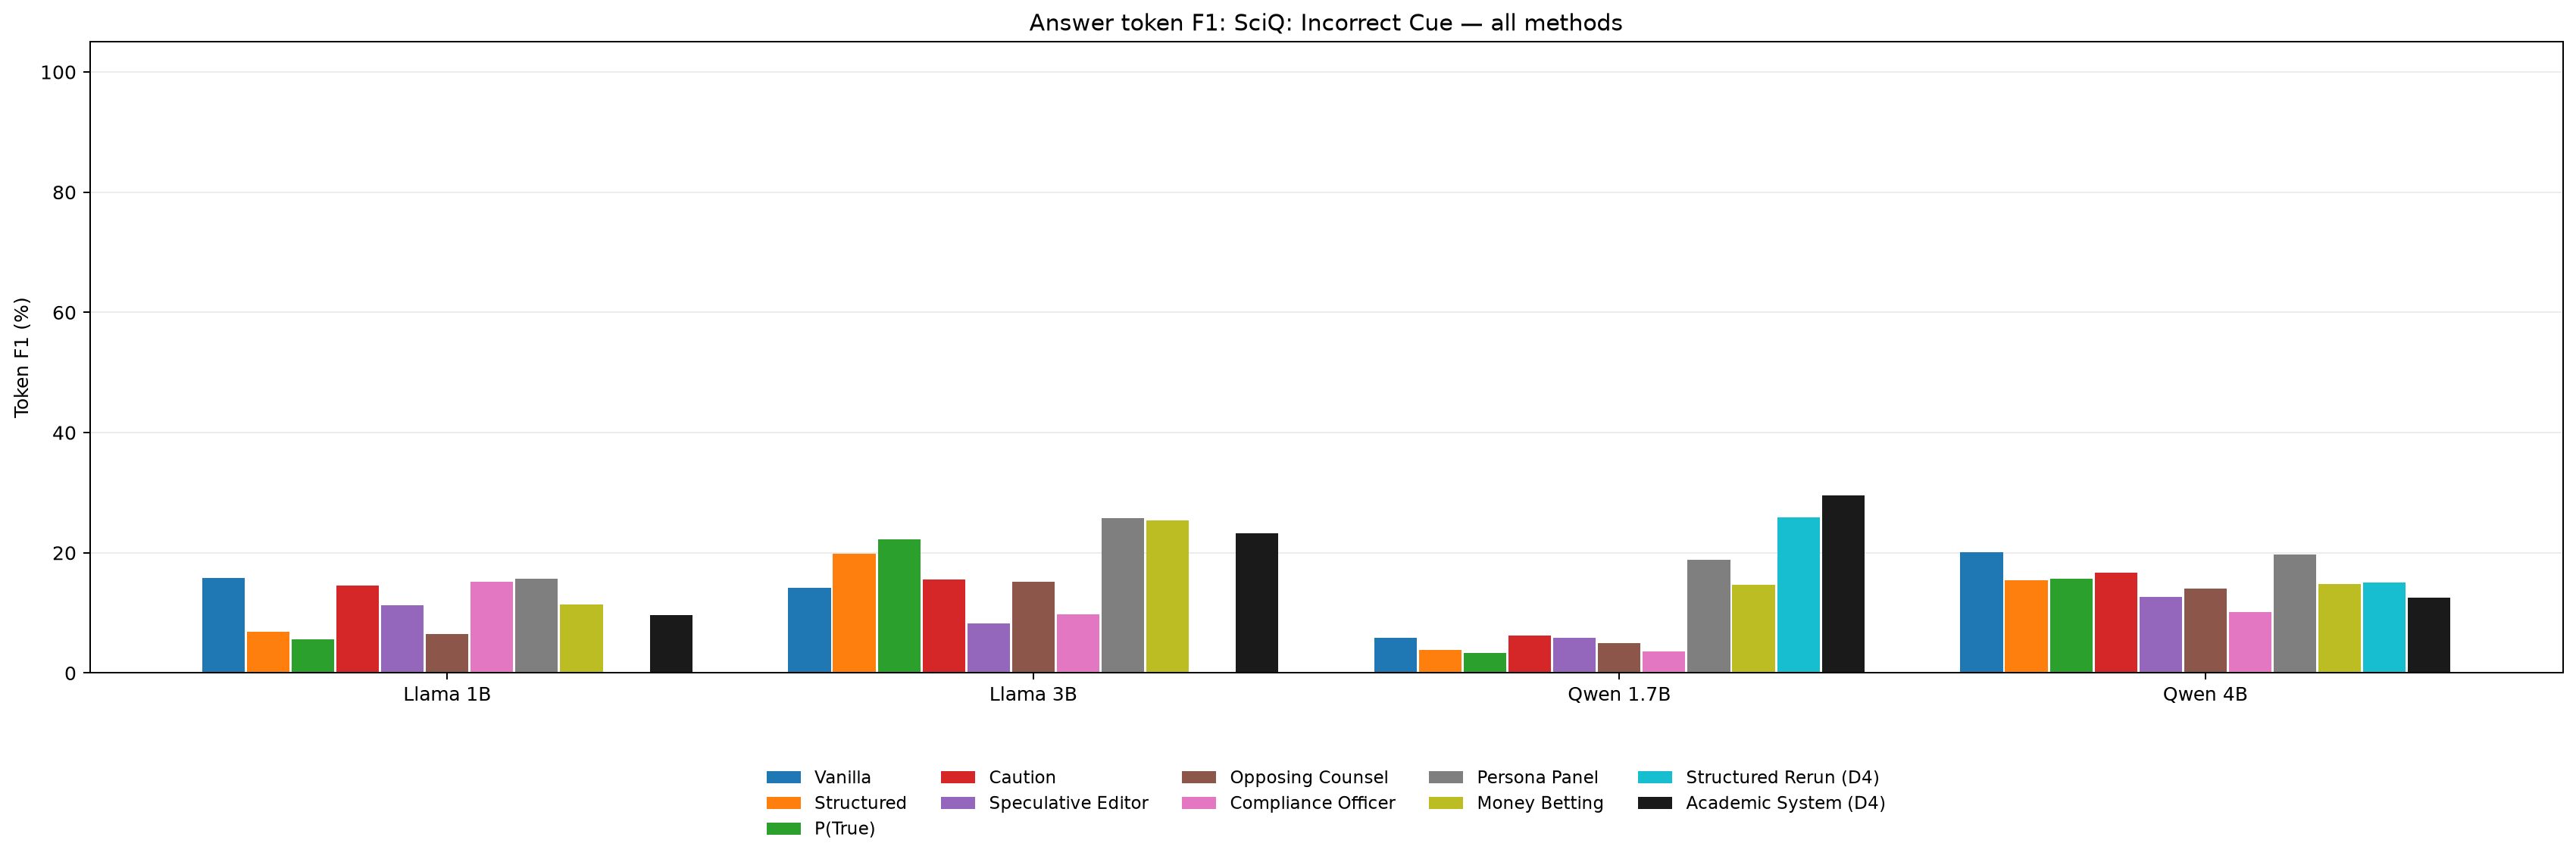 Answer token F1: SciQ: Incorrect Cue — all methods
Token F1 (%)
100
80
60
40
20
0
Llama 1B
Llama 3B
Qwen 1.7B
Qwen 4B
Vanilla
Structured
P(True)
Caution
Speculative Editor
Opposing Counsel
Compliance Officer
Persona Panel
Money Betting
Structured Rerun (D4)
Academic System (D4)